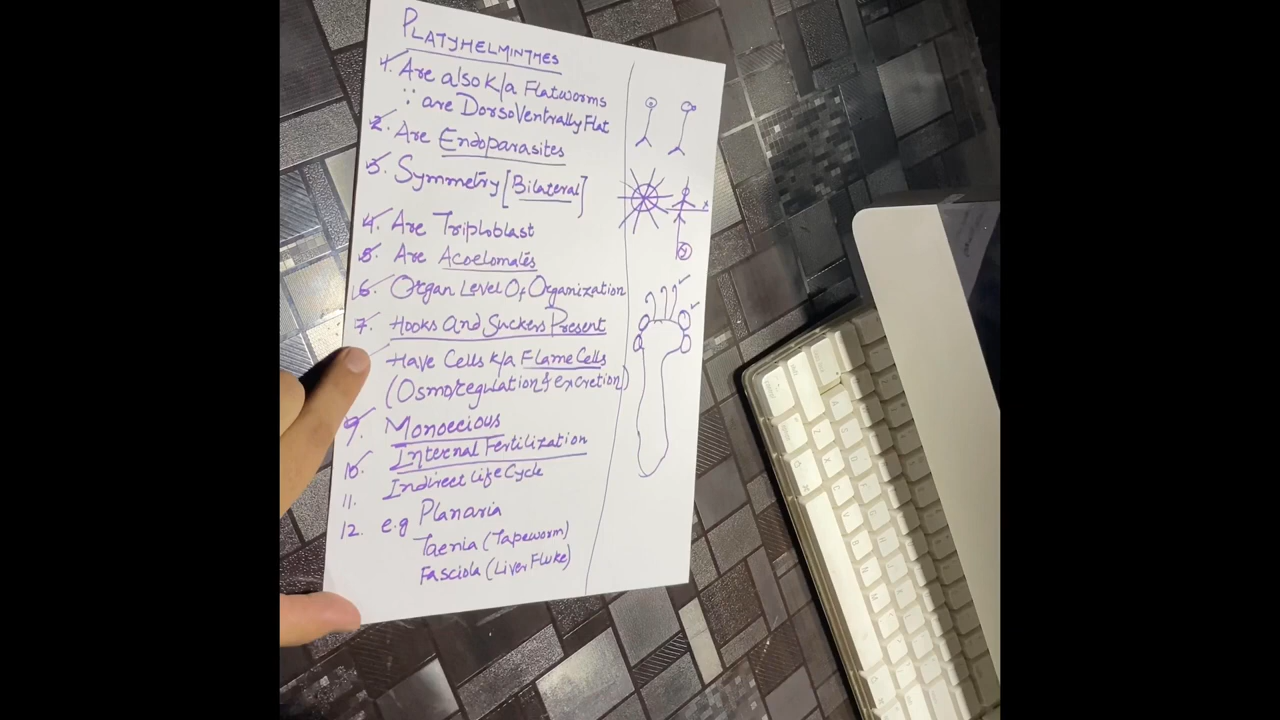 PLATYHELMINTHES
1. Are also K/a Flatworms
∵ are DorsoVentrally Flat
2. Are Endoparasites
3. Symmetry [Bilateral]
4. Are Triploblast
5. Are Acoelomates
6. Organ Level Of Organization
7. Hooks And Suckers Present
Have Cells k/a Flame Cells
(Osmoregulation & excretion)
9. Monoecious
10. Internal Fertilization
11. Indirect Life Cycle
12. e.g Planaria
Taenia (Tapeworm)
Fasciola (Liver Fluke)